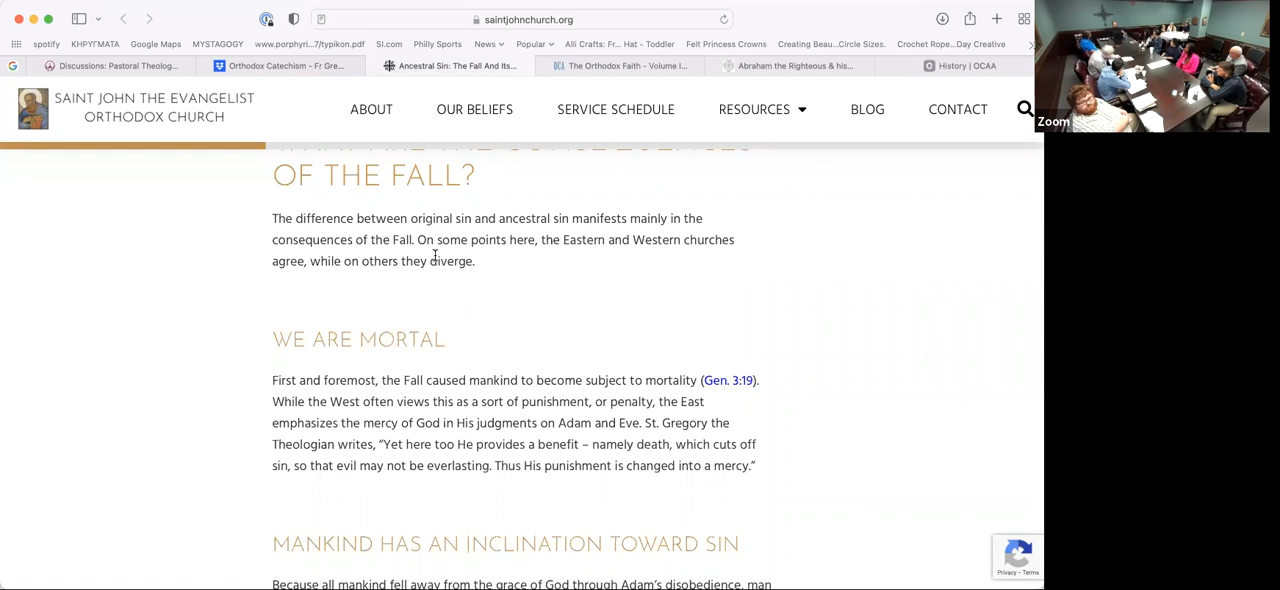 saintjohnchurch.org
spotify
ΚΗΡΥΓΜΑΤΑ
Google Maps
MYSTAGOGY
www.porphyri...7/typikon.pdf
SI.com
Philly Sports
News
Popular
Alli Crafts: Fr... Hat - Toddler
Felt Princess Crowns
Creating Beau...Circle Sizes.
Crochet Rope...Day Creative
G
Discussions: Pastoral Theolog...
Orthodox Catechism - Fr Gre...
Ancestral Sin: The Fall And Its...
The Orthodox Faith - Volume I...
Abraham the Righteous & his...
History | OCAA
Zoom
SAINT JOHN THE EVANGELIST
ORTHODOX CHURCH
ABOUT
OUR BELIEFS
SERVICE SCHEDULE
RESOURCES
BLOG
CONTACT
OF THE FALL?
The difference between original sin and ancestral sin manifests mainly in the
consequences of the Fall. On some points here, the Eastern and Western churches
agree, while on others they diverge.
WE ARE MORTAL
First and foremost, the Fall caused mankind to become subject to mortality (Gen. 3:19).
While the West often views this as a sort of punishment, or penalty, the East
emphasizes the mercy of God in His judgments on Adam and Eve. St. Gregory the
Theologian writes, “Yet here too He provides a benefit – namely death, which cuts off
sin, so that evil may not be everlasting. Thus His punishment is changed into a mercy.”
MANKIND HAS AN INCLINATION TOWARD SIN
Because all mankind fell away from the grace of God through Adam’s disobedience, man
Privacy - Terms